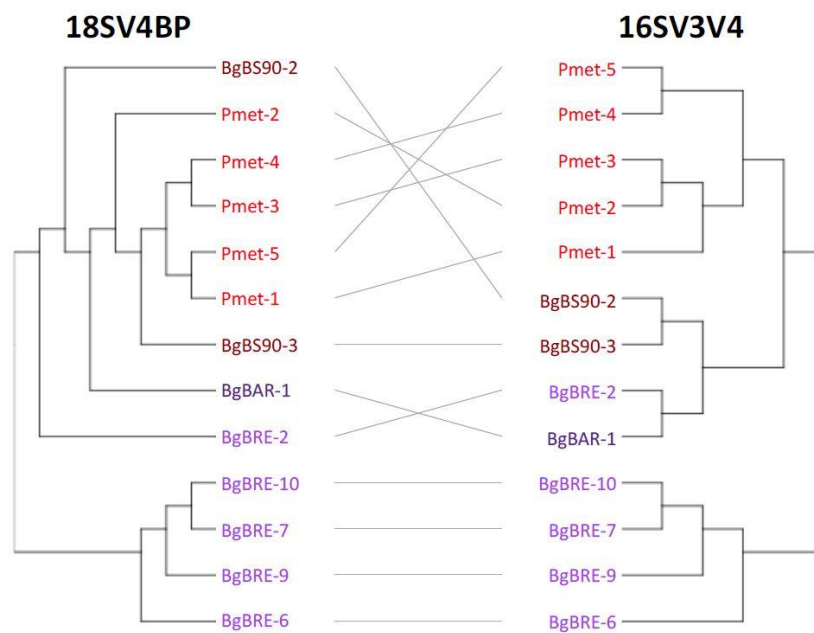 18SV4BP 16SV3V4
BgBS90-2 Pmet-5
Pmet-2 Pmet-4
Pmet-4 Pmet-3
Pmet-3 Pmet-2
Pmet-5 Pmet-1
Pmet-1 BgBS90-2
BgBS90-3 BgBS90-3
BgBAR-1 BgBRE-2
BgBRE-2 BgBAR-1
BgBRE-10 BgBRE-10
BgBRE-7 BgBRE-7
BgBRE-9 BgBRE-9
BgBRE-6 BgBRE-6